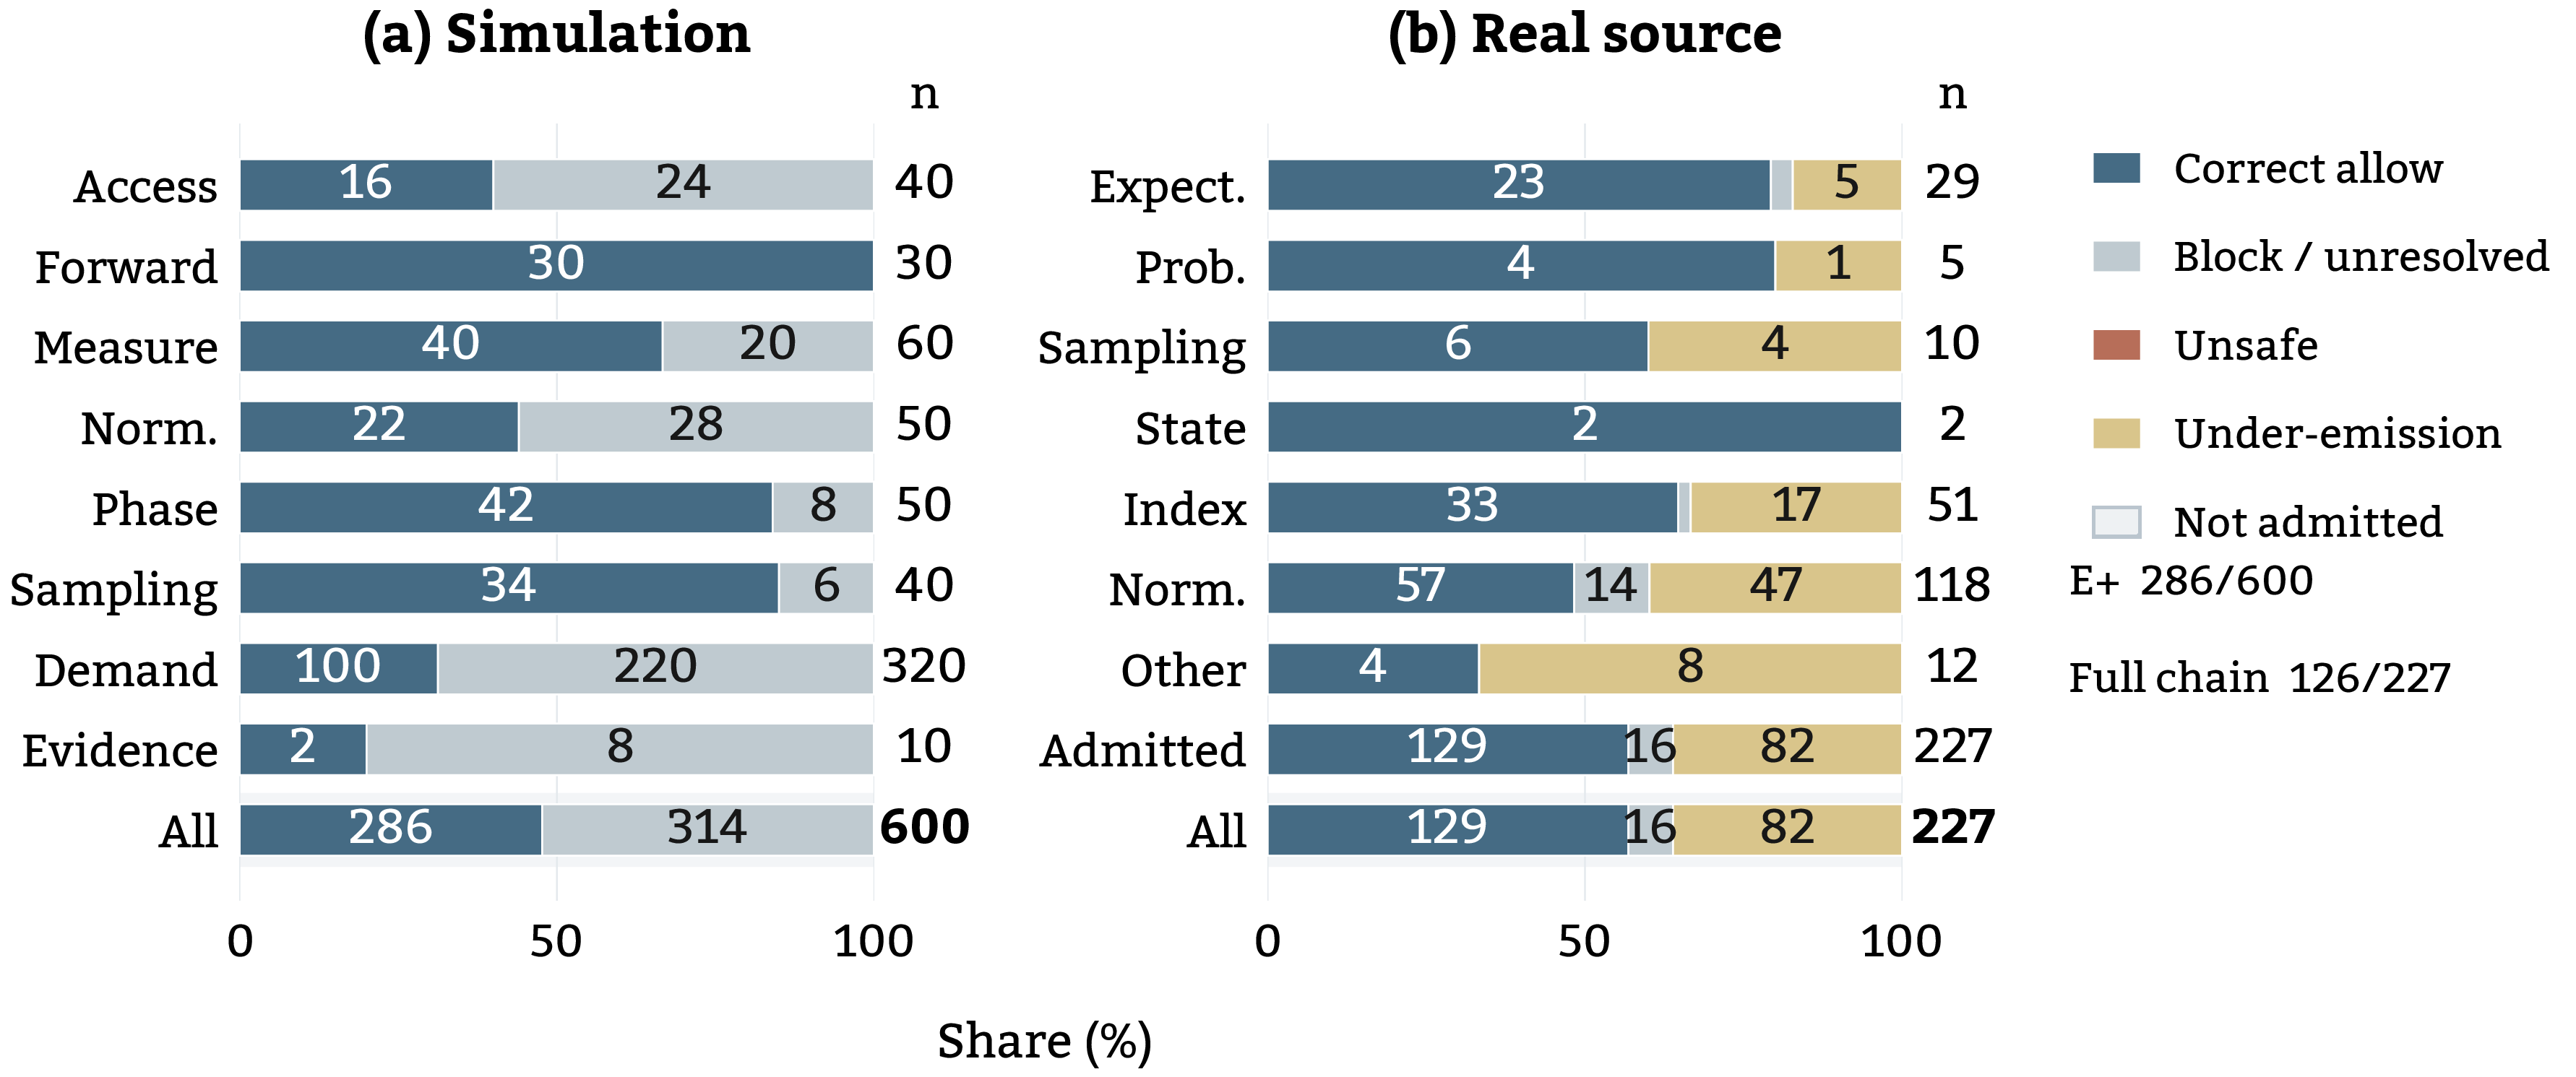 (a) Simulation
n
Access 16 24 40
Forward 30 30
Measure 40 20 60
Norm. 22 28 50
Phase 42 8 50
Sampling 34 6 40
Demand 100 220 320
Evidence 2 8 10
All 286 314 600
0 50 100
(b) Real source
n
Expect. 23 5 29
Prob. 4 1 5
Sampling 6 4 10
State 2 2
Index 33 17 51
Norm. 57 14 47 118
Other 4 8 12
Admitted 129 16 82 227
All 129 16 82 227
0 50 100
Share (%)
Correct allow
Block / unresolved
Unsafe
Under-emission
Not admitted
E+ 286/600
Full chain 126/227